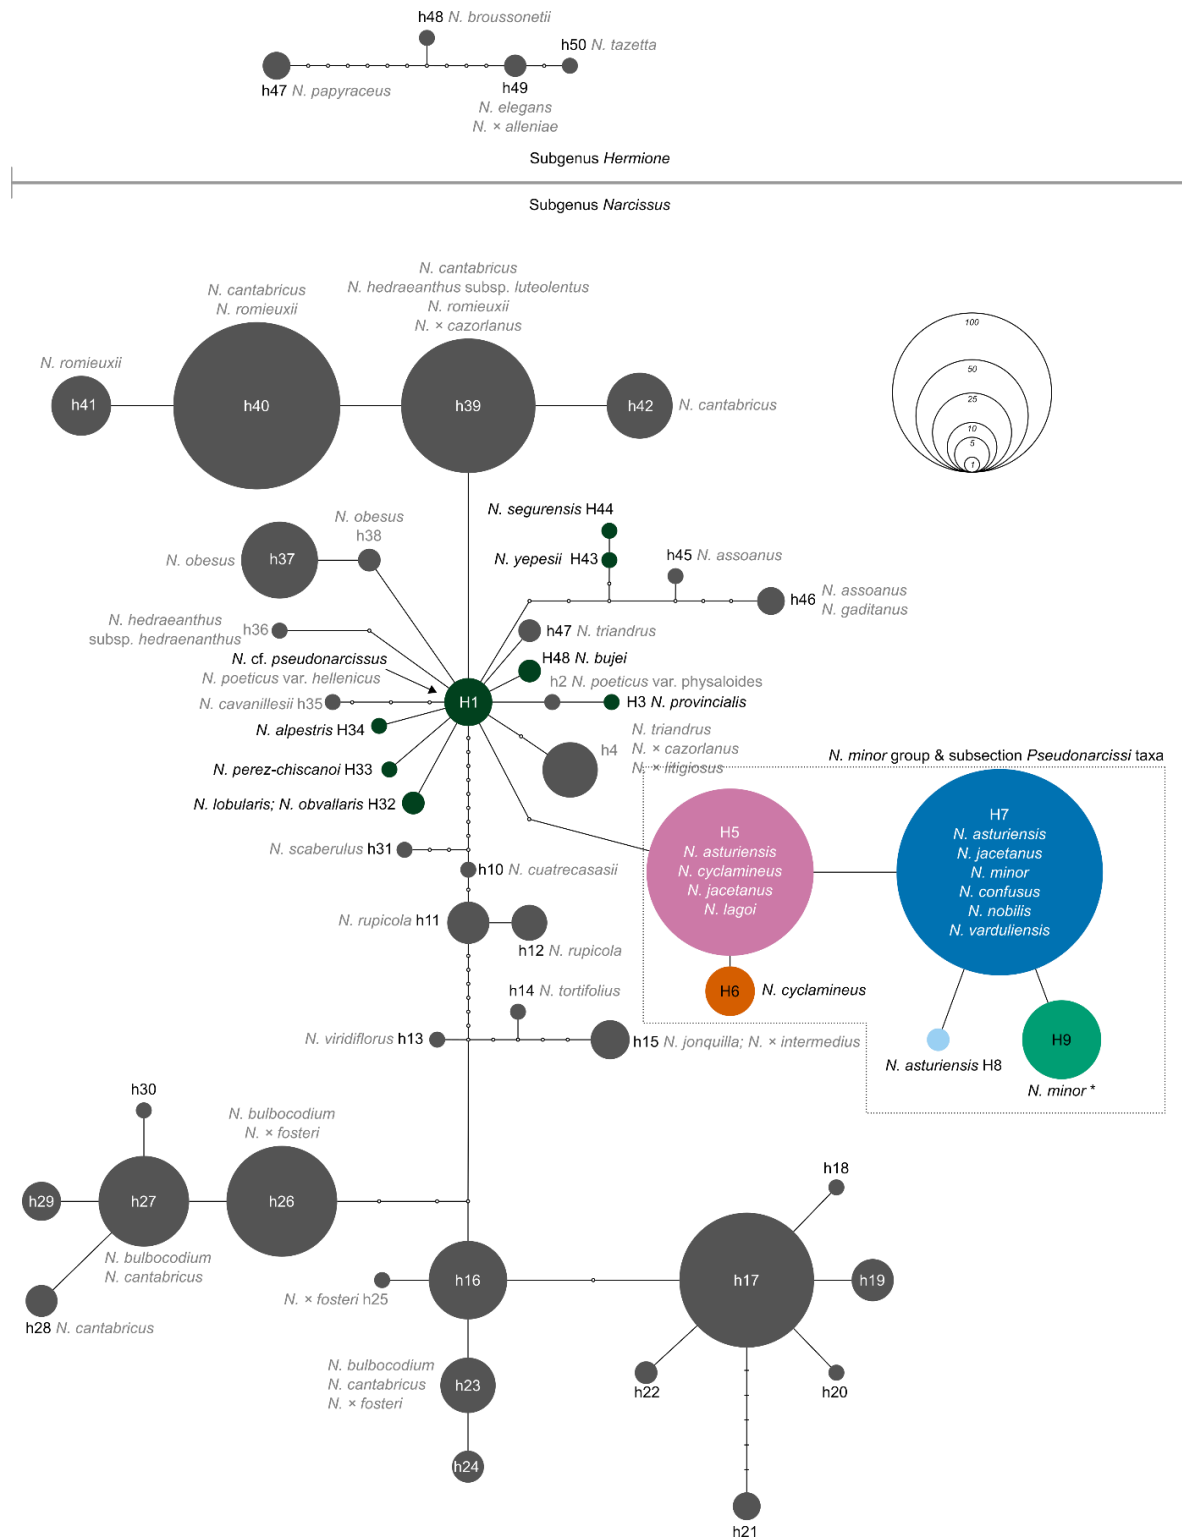 h48 N. broussonetii
h50 N. tazetta
h47 N. papyraceus
h49
N. elegans
N. × alleniae
Subgenus Hermione
Subgenus Narcissus
N. cantabricus
N. hedraeanthus subsp. luteolentus
N. romieuxii
N. × cazorlanus
N. cantabricus
N. romieuxii
N. romieuxii
h41
h40
h39
h42
N. cantabricus
100
50
25
10
5
1
N. segurensis H44
N. obesus
h38
N. obesus
h37
N. yepesii H43
h45 N. assoanus
h46
N. assoanus
N. gaditanus
N. hedraeanthus
subsp. hedraenanthus
h36
h47 N. triandrus
N. cf. pseudonarcissus
N. poeticus var. hellenicus
H48 N. bujei
h2 N. poeticus var. physaloides
N. cavanillesii h35
H1
H3 N. provincialis
N. alpestris H34
N. triandrus
N. × cazorlanus
N. × litigiosus
h4
N. perez-chiscanoi H33
N. minor group & subsection Pseudonarcissi taxa
N. lobularis; N. obvallaris H32
H5
N. asturiensis
N. cyclamineus
N. jacetanus
N. lagoi
H7
N. asturiensis
N. jacetanus
N. minor
N. confusus
N. nobilis
N. varduliensis
N. scaberulus h31
h10 N. cuatrecasasii
N. rupicola h11
h12 N. rupicola
H6
N. cyclamineus
h14 N. tortifolius
N. viridiflorus h13
h15 N. jonquilla; N. × intermedius
N. asturiensis H8
H9
N. minor *
h30
N. bulbocodium
N. × fosteri
h29
h27
h26
N. bulbocodium
N. cantabricus
h28 N. cantabricus
h18
h16
h17
h19
N. × fosteri h25
N. bulbocodium
N. cantabricus
N. × fosteri
h23
h22
h20
h24
h21